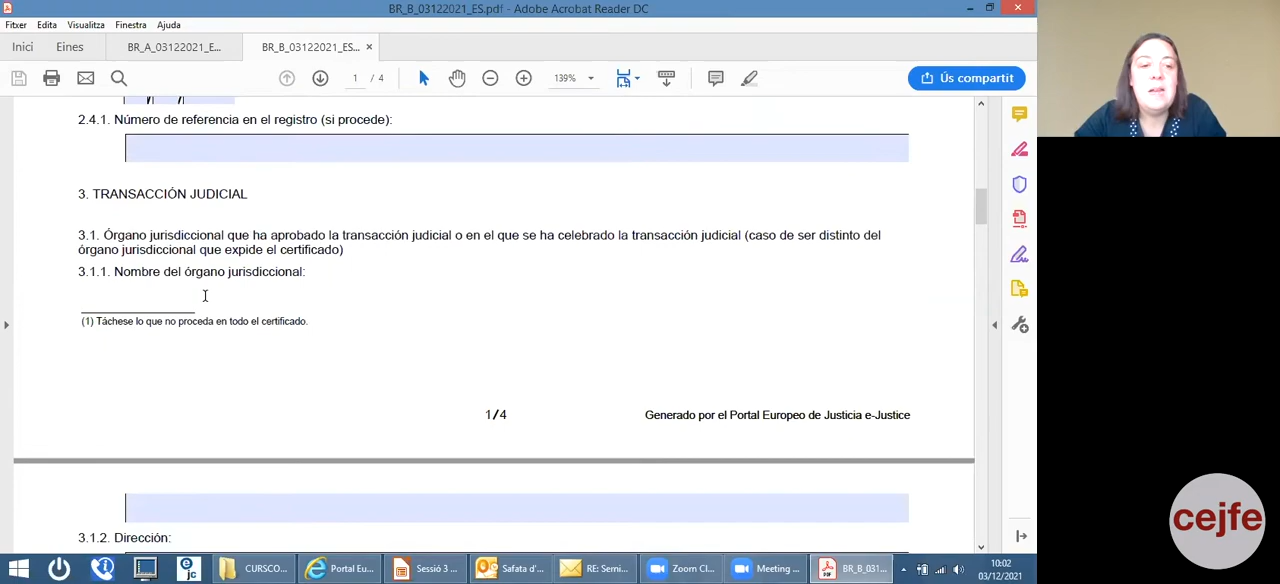 BR_B_03122021_ES.pdf - Adobe Acrobat Reader DC
Fitxer Edita Visualitza Finestra Ajuda
Inici Eines BR_A_03122021_E... BR_B_03122021_ES... ×
1 / 4 139% Ús compartit
2.4.1. Número de referencia en el registro (si procede):
3. TRANSACCIÓN JUDICIAL
3.1. Órgano jurisdiccional que ha aprobado la transacción judicial o en el que se ha celebrado la transacción judicial (caso de ser distinto del
órgano jurisdiccional que expide el certificado)
3.1.1. Nombre del órgano jurisdiccional:
(1) Táchese lo que no proceda en todo el certificado.
1/4 Generado por el Portal Europeo de Justicia e-Justice
3.1.2. Dirección:
cejfe
CURSCO... Portal Eu... Sessió 3 ... Safata d'... RE: Semi... Zoom Cl... Meeting ... BR_B_031... 10:02
03/12/2021